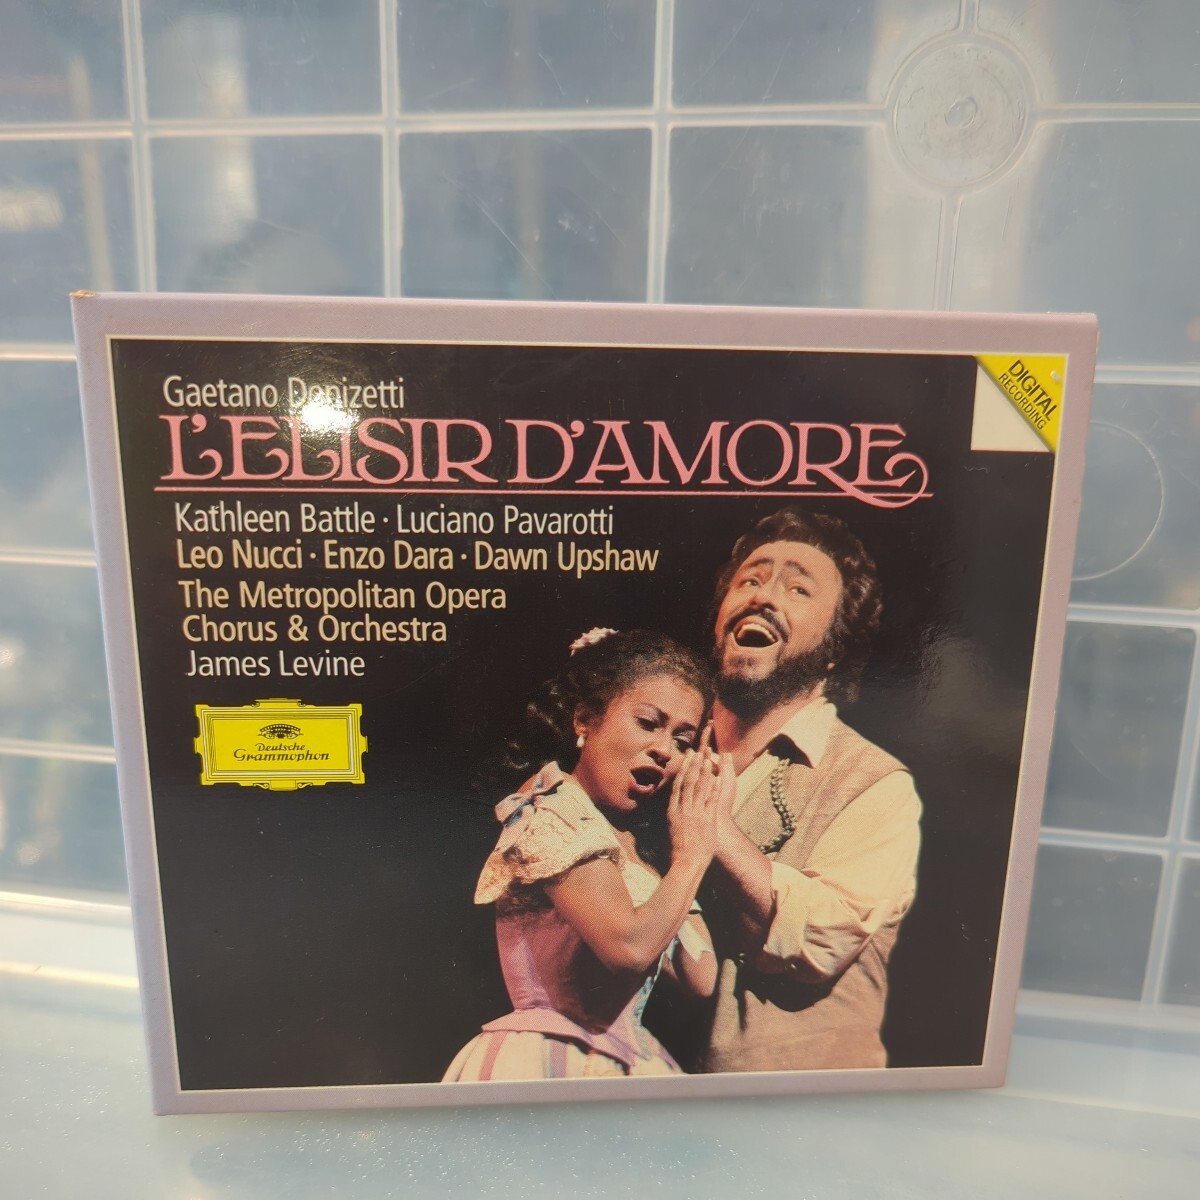 Gaetano Donizetti
L'ELISIR D'AMORE
DIGITAL
RECORDING
Kathleen Battle · Luciano Pavarotti
Leo Nucci · Enzo Dara · Dawn Upshaw
The Metropolitan Opera
Chorus & Orchestra
James Levine
Deutsche
Grammophon